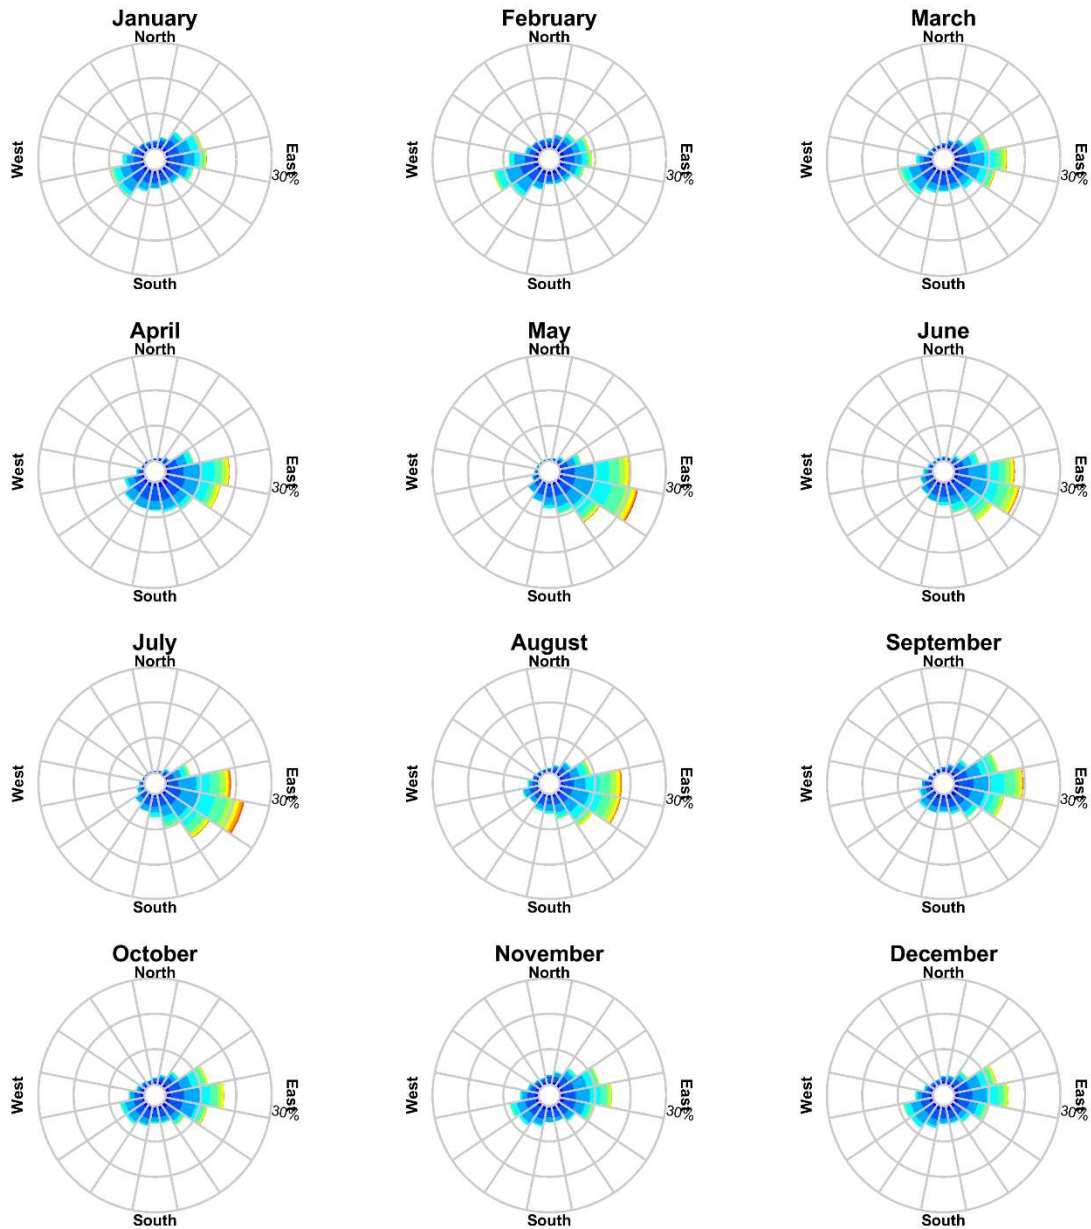 January
North
West
East
30%
South
February
North
West
East
30%
South
March
North
West
East
30%
South
April
North
West
East
30%
South
May
North
West
East
30%
South
June
North
West
East
30%
South
July
North
West
East
30%
South
August
North
West
East
30%
South
September
North
West
East
30%
South
October
North
West
East
30%
South
November
North
West
East
30%
South
December
North
West
East
30%
South